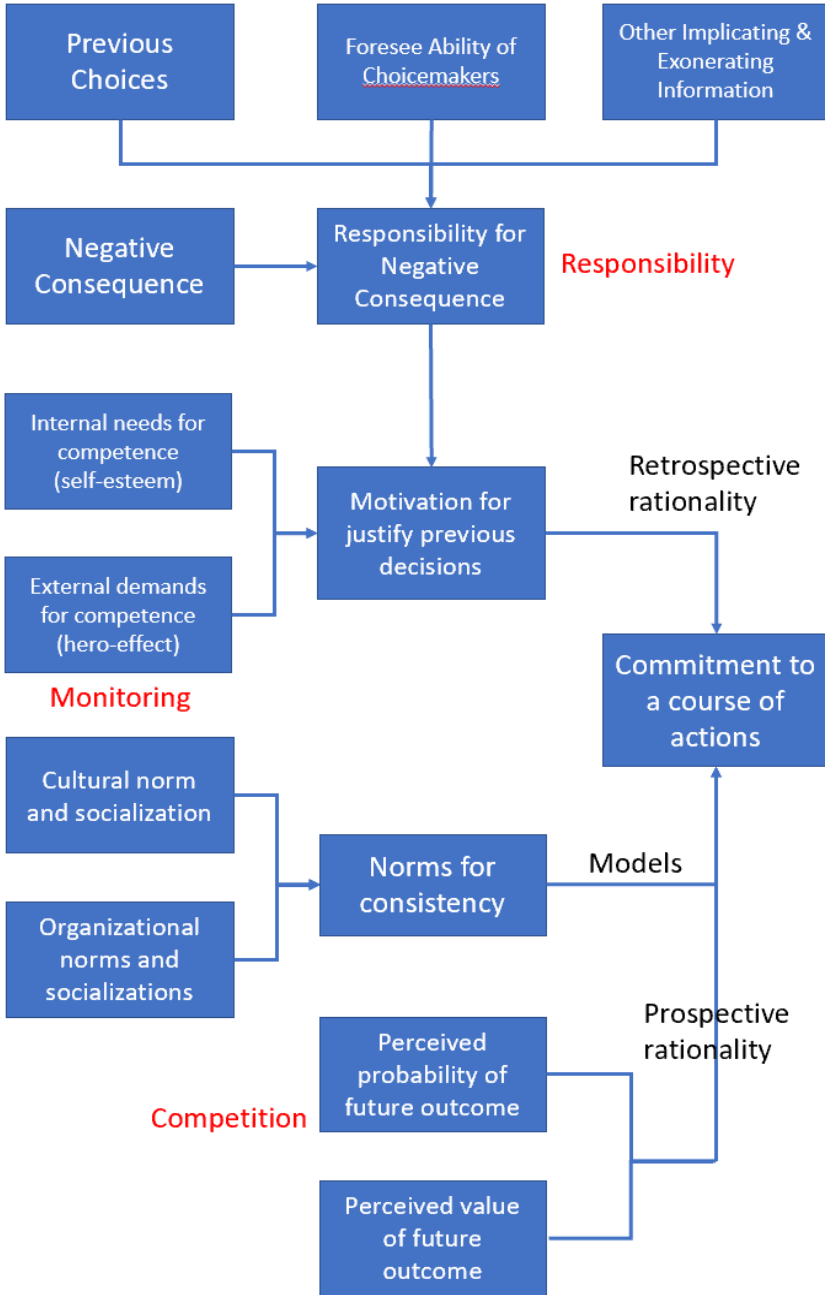 Previous
Choices
Foresee Ability of
Choicemakers
Other Implicating &
Exonerating
Information
Negative
Consequence
Responsibility for
Negative
Consequence
Responsibility
Internal needs for
competence
(self-esteem)
Motivation for
justify previous
decisions
Retrospective
rationality
External demands
for competence
(hero-effect)
Monitoring
Commitment to
a course of
actions
Cultural norm
and socialization
Norms for
consistency
Models
Organizational
norms and
socializations
Perceived
probability of
future outcome
Prospective
rationality
Competition
Perceived value
of future
outcome